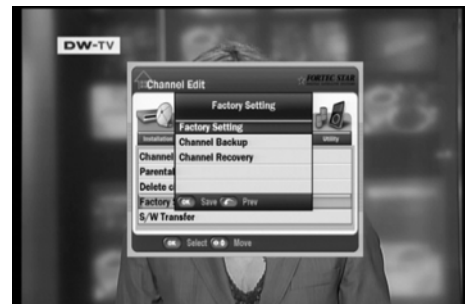 DW-TV
Channel Edit
FORTEC STAR
Factory Setting
Installation
Utility
Factory Setting
Channel Backup
Channel Recovery
Channel
Parental
Delete c
Factory S
OK Save Prev
S/W Transfer
OK Select Move